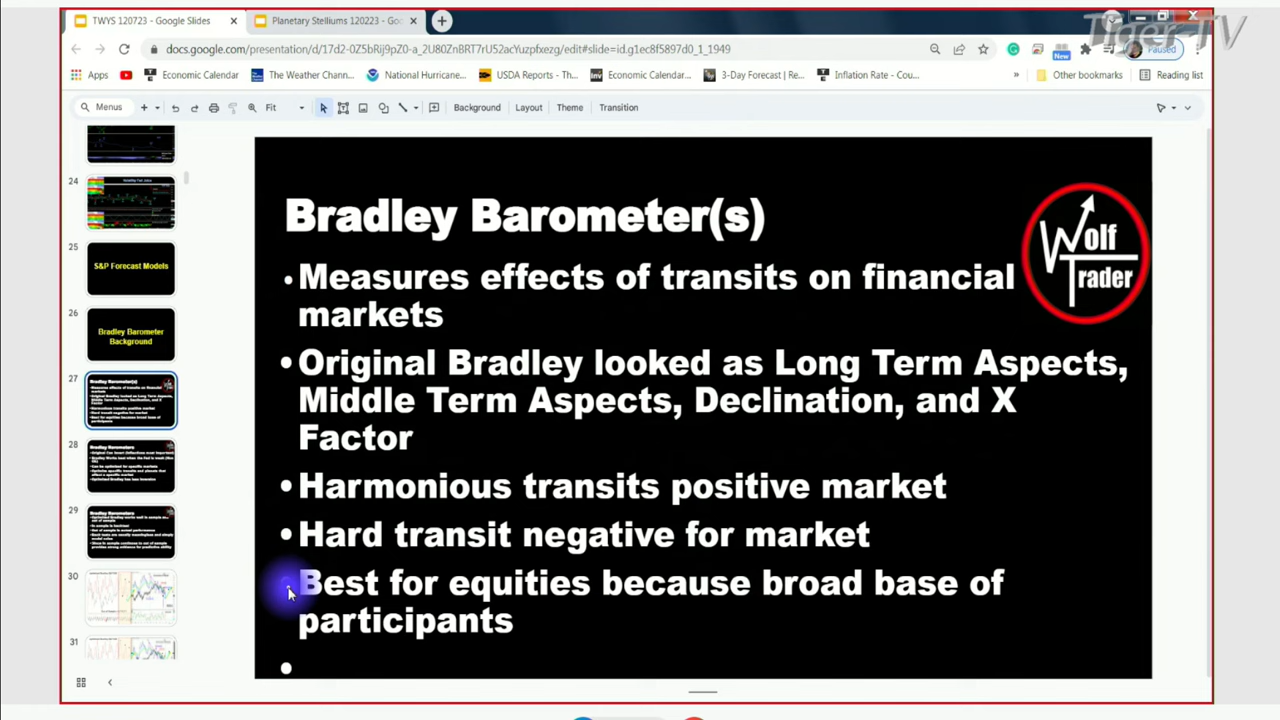 TWYS 120723 - Google Slides
Planetary Stelliums 120223 - Goo
Tiger-TV
docs.google.com/presentation/d/17d2-0Z5bRij9pZ0-a_2U80ZnBRT7rU52acYuzpfxezg/edit#slide=id.g1ec8f5897d0_1_1949
New
Paused
Apps
Economic Calendar
The Weather Chann...
National Hurricane...
USDA Reports - Th...
Economic Calendar...
3-Day Forecast | Re...
Inflation Rate - Cou...
»
Other bookmarks
Reading list
Menus
Fit
Background
Layout
Theme
Transition
24
25
S&P Forecast Models
26
Bradley Barometer
Background
27
28
29
30
31
Bradley Barometer(s)
Wolf
Trader
• Measures effects of transits on financial
markets
• Original Bradley looked as Long Term Aspects,
Middle Term Aspects, Declination, and X
Factor
• Harmonious transits positive market
• Hard transit negative for market
• Best for equities because broad base of
participants
•